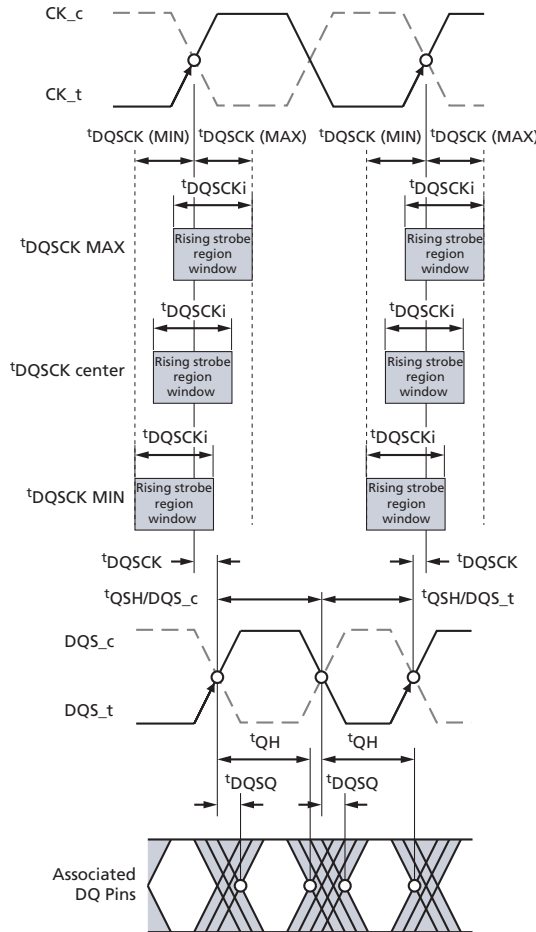 CK_c
CK_t
tDQSCK (MIN) tDQSCK (MAX) tDQSCK (MIN) tDQSCK (MAX)
tDQSCKi tDQSCKi
tDQSCK MAX
Rising strobe
region
window
Rising strobe
region
window
tDQSCKi tDQSCKi
tDQSCK center
Rising strobe
region
window
Rising strobe
region
window
tDQSCKi tDQSCKi
tDQSCK MIN
Rising strobe
region
window
Rising strobe
region
window
tDQSCK tDQSCK
tQSH/DQS_c tQSH/DQS_t
DQS_c
DQS_t
tQH tQH
tDQSQ tDQSQ
Associated
DQ Pins